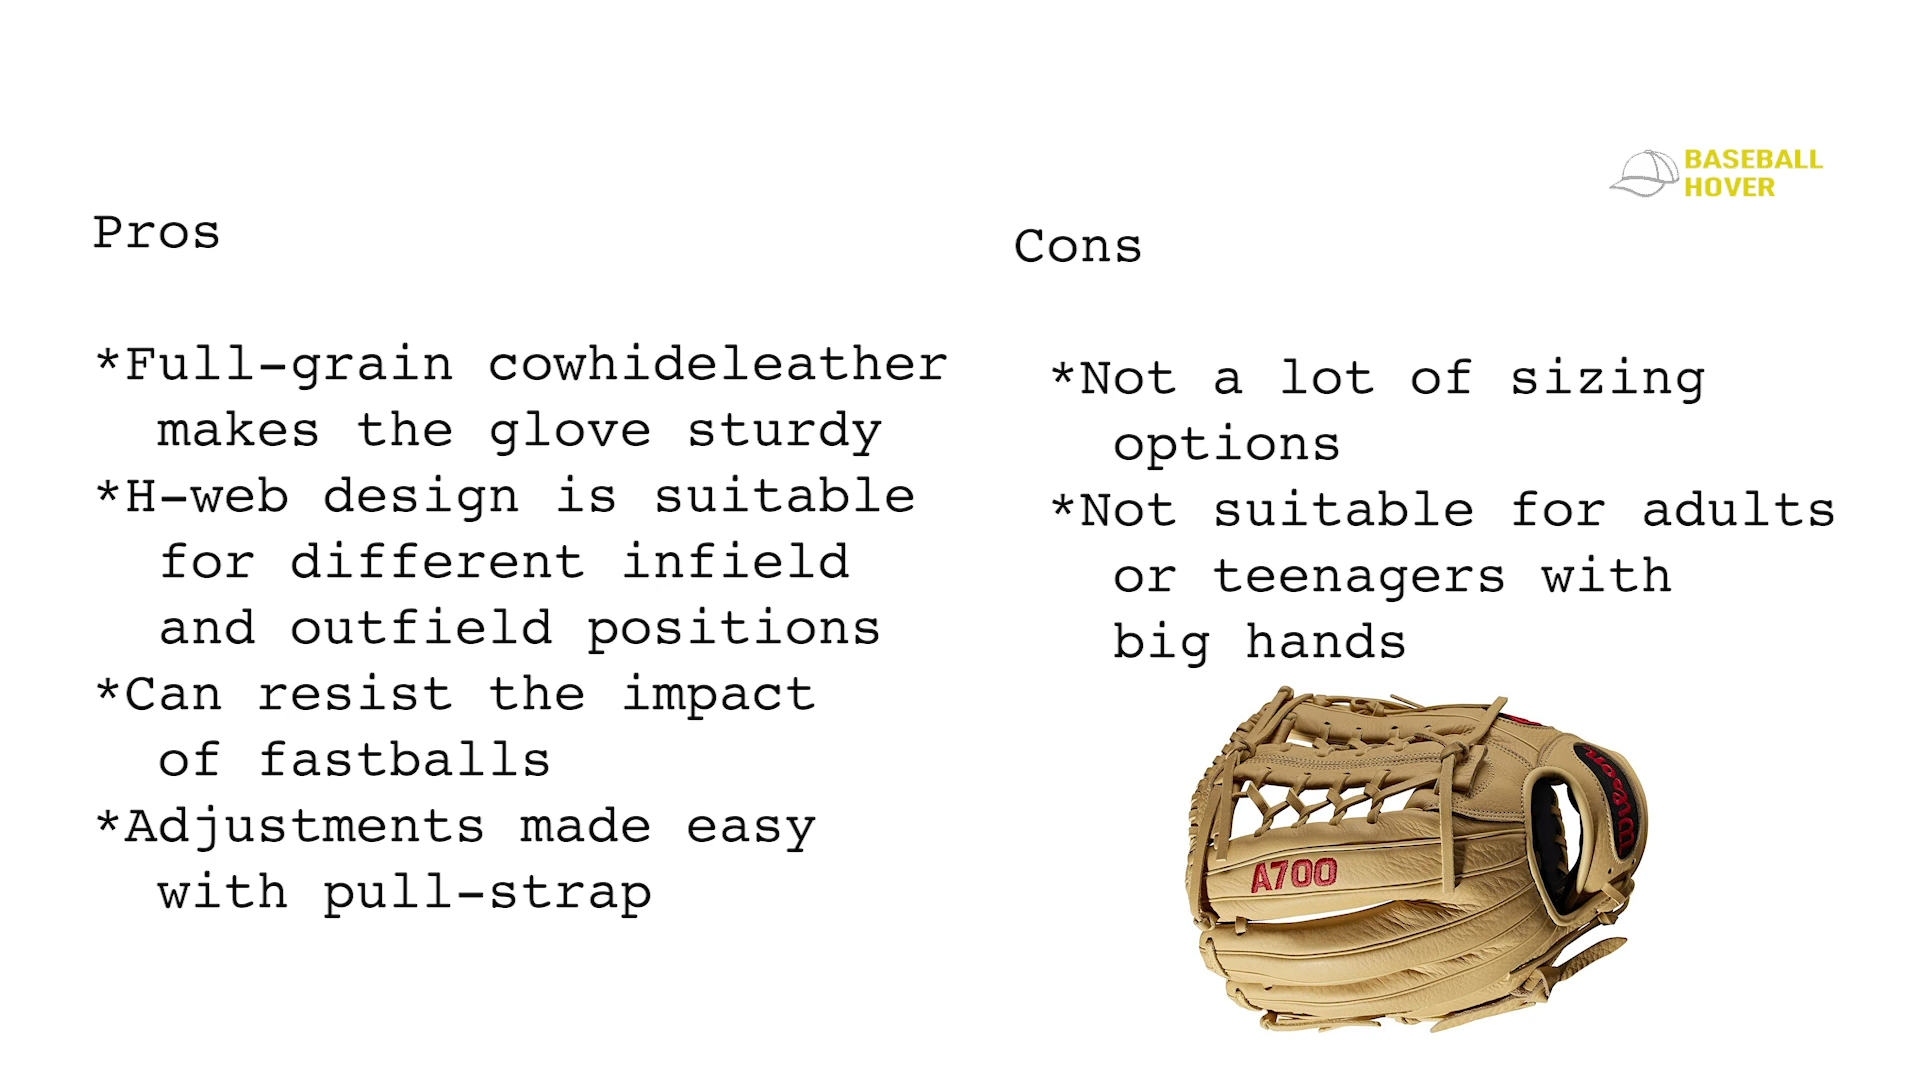 BASEBALL
HOVER
Pros
*Full-grain cowhideleather
makes the glove sturdy
*H-web design is suitable
for different infield
and outfield positions
*Can resist the impact
of fastballs
*Adjustments made easy
with pull-strap
Cons
*Not a lot of sizing
options
*Not suitable for adults
or teenagers with
big hands
Wilson
A700